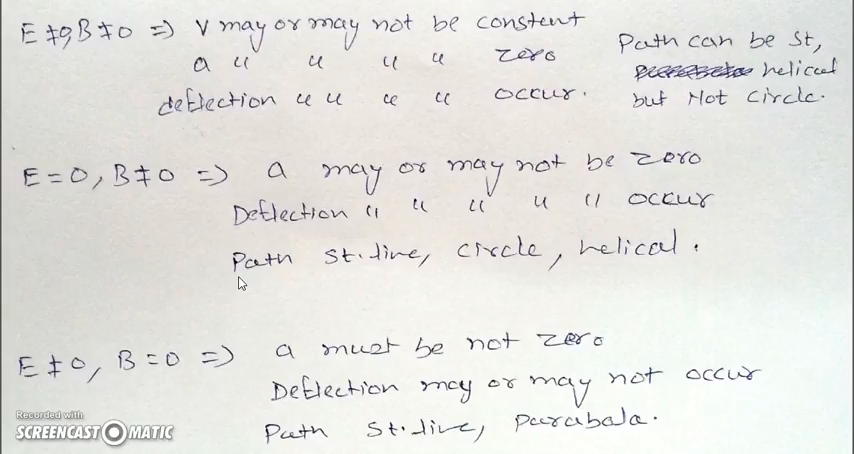 E ≠ 0, B ≠ 0 => V may or may not be constant
a " " " " zero
deflection " " " " occur.
Path can be St,
helical
but Not Circle.
E = 0, B ≠ 0 => a may or may not be zero
Deflection " " " " " occur
Path St. line, circle, helical.
E ≠ 0, B = 0 => a must be not zero
Deflection may or may not occur
Path St. line, Parabala.
Recorded with
SCREENCAST O MATIC